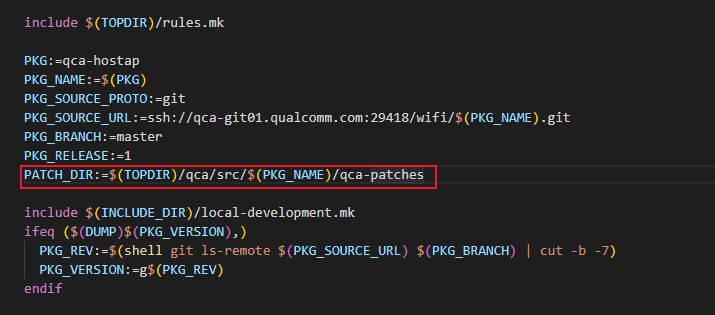 include $(TOPDIR)/rules.mk
PKG:=qca-hostap
PKG_NAME:=$(PKG)
PKG_SOURCE_PROTO:=git
PKG_SOURCE_URL:=ssh://qca-git01.qualcomm.com:29418/wifi/$(PKG_NAME).git
PKG_BRANCH:=master
PKG_RELEASE:=1
PATCH_DIR:=$(TOPDIR)/qca/src/$(PKG_NAME)/qca-patches
include $(INCLUDE_DIR)/local-development.mk
ifeq ($(DUMP)$(PKG_VERSION),)
PKG_REV:=$(shell git ls-remote $(PKG_SOURCE_URL) $(PKG_BRANCH) | cut -b -7)
PKG_VERSION:=g$(PKG_REV)
endif